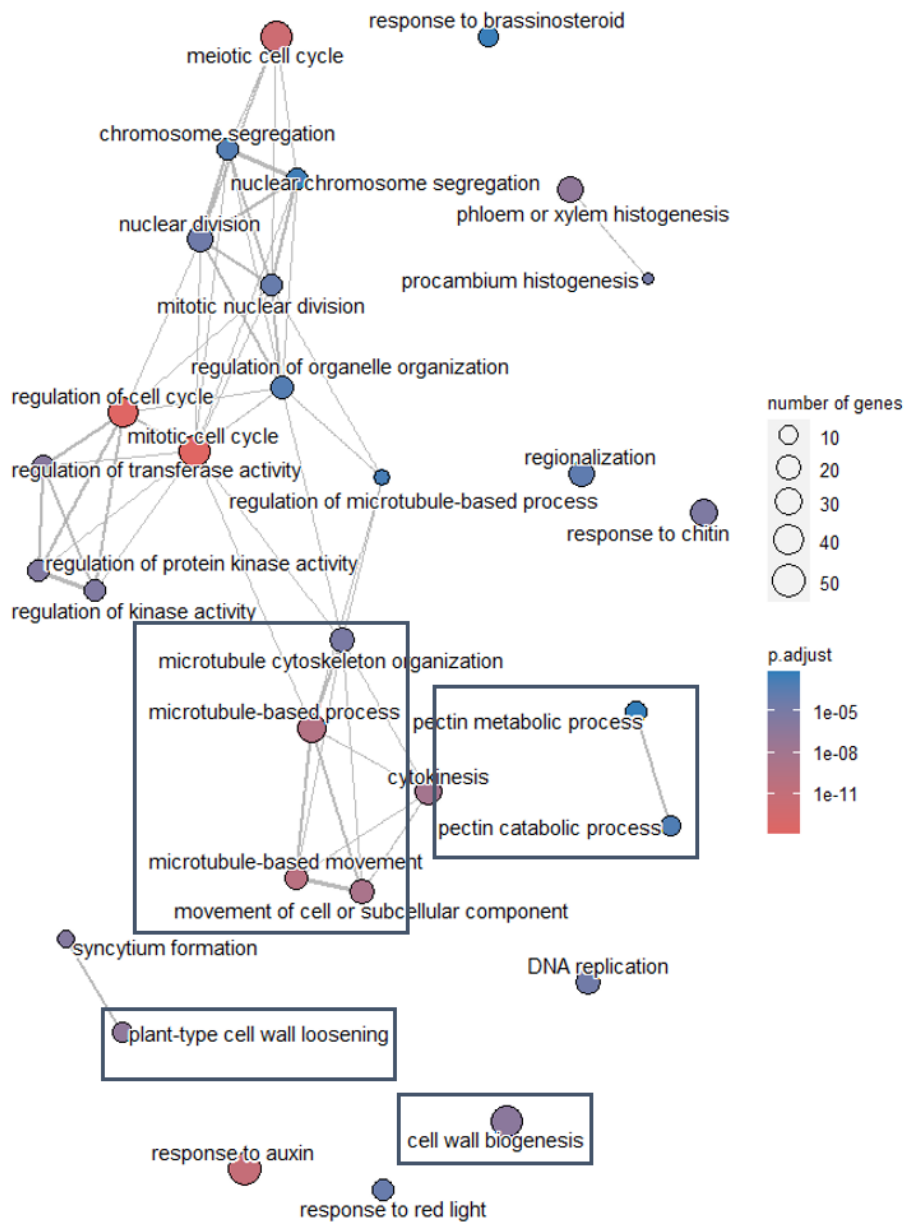 response to brassinosteroid
meiotic cell cycle
chromosome segregation
nuclear chromosome segregation
phloem or xylem histogenesis
nuclear division
procambium histogenesis
mitotic nuclear division
regulation of organelle organization
regulation of cell cycle
number of genes
10
mitotic cell cycle
regulation of transferase activity
regionalization
20
regulation of microtubule-based process
30
response to chitin
40
regulation of protein kinase activity
50
regulation of kinase activity
p.adjust
microtubule cytoskeleton organization
1e-05
microtubule-based process
pectin metabolic process
1e-08
cytokinesis
1e-11
pectin catabolic process
microtubule-based movement
movement of cell or subcellular component
syncytium formation
DNA replication
plant-type cell wall loosening
cell wall biogenesis
response to auxin
response to red light